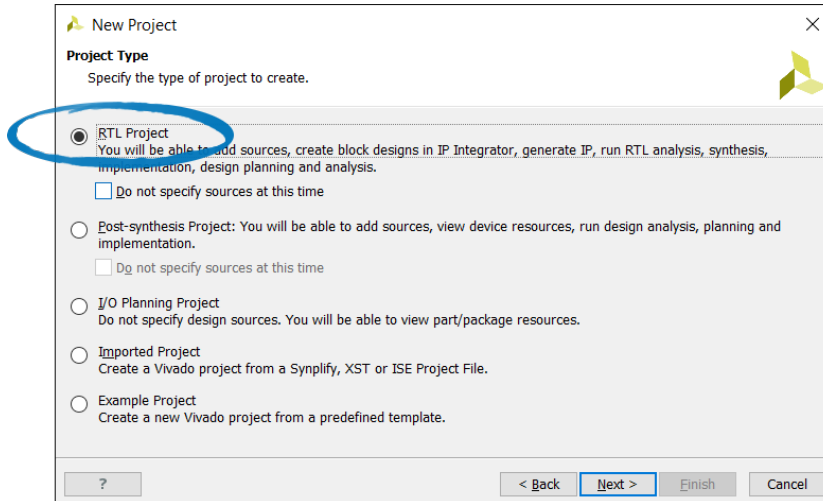 New Project
Project Type
Specify the type of project to create.
RTL Project
You will be able to add sources, create block designs in IP Integrator, generate IP, run RTL analysis, synthesis,
implementation, design planning and analysis.
Do not specify sources at this time
Post-synthesis Project: You will be able to add sources, view device resources, run design analysis, planning and
implementation.
Do not specify sources at this time
I/O Planning Project
Do not specify design sources. You will be able to view part/package resources.
Imported Project
Create a Vivado project from a Synplify, XST or ISE Project File.
Example Project
Create a new Vivado project from a predefined template.
? < Back Next > Finish Cancel